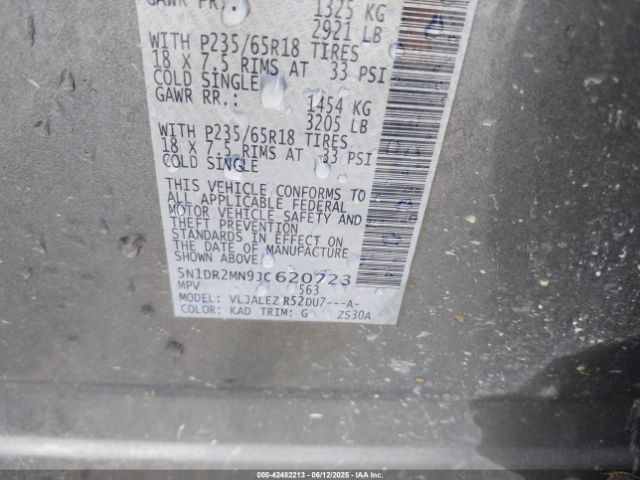 GAWR FR.: 1325 KG
2921 LB
WITH P235/65R18 TIRES
18 X 7.5 RIMS AT 33 PSI
COLD SINGLE
GAWR RR.: 1454 KG
3205 LB
WITH P235/65R18 TIRES
18 X 7.5 RIMS AT 33 PSI
COLD SINGLE
THIS VEHICLE CONFORMS TO
ALL APPLICABLE FEDERAL
MOTOR VEHICLE SAFETY AND
THEFT PREVENTION
STANDARDS IN EFFECT ON
THE DATE OF MANUFACTURE
SHOWN ABOVE:
5N1DR2MN9JC620723
MPV 563
MODEL: VLJALEZ R52DU7---A-
COLOR: KAD TRIM: G ZS30A
000-42482213 - 06/12/2025 - IAAI.CA